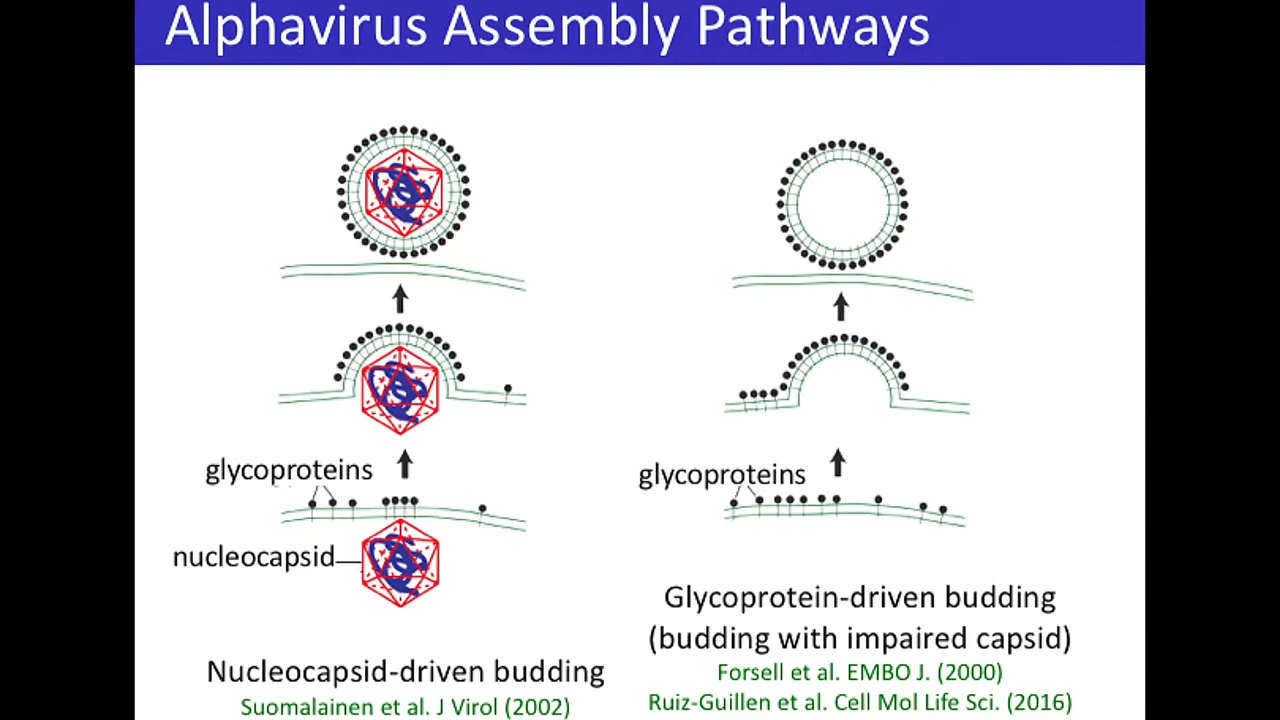 Alphavirus Assembly Pathways
glycoproteins
nucleocapsid
Nucleocapsid-driven budding
Suomalainen et al. J Virol (2002)
glycoproteins
Glycoprotein-driven budding
(budding with impaired capsid)
Forsell et al. EMBO J. (2000)
Ruiz-Guillen et al. Cell Mol Life Sci. (2016)